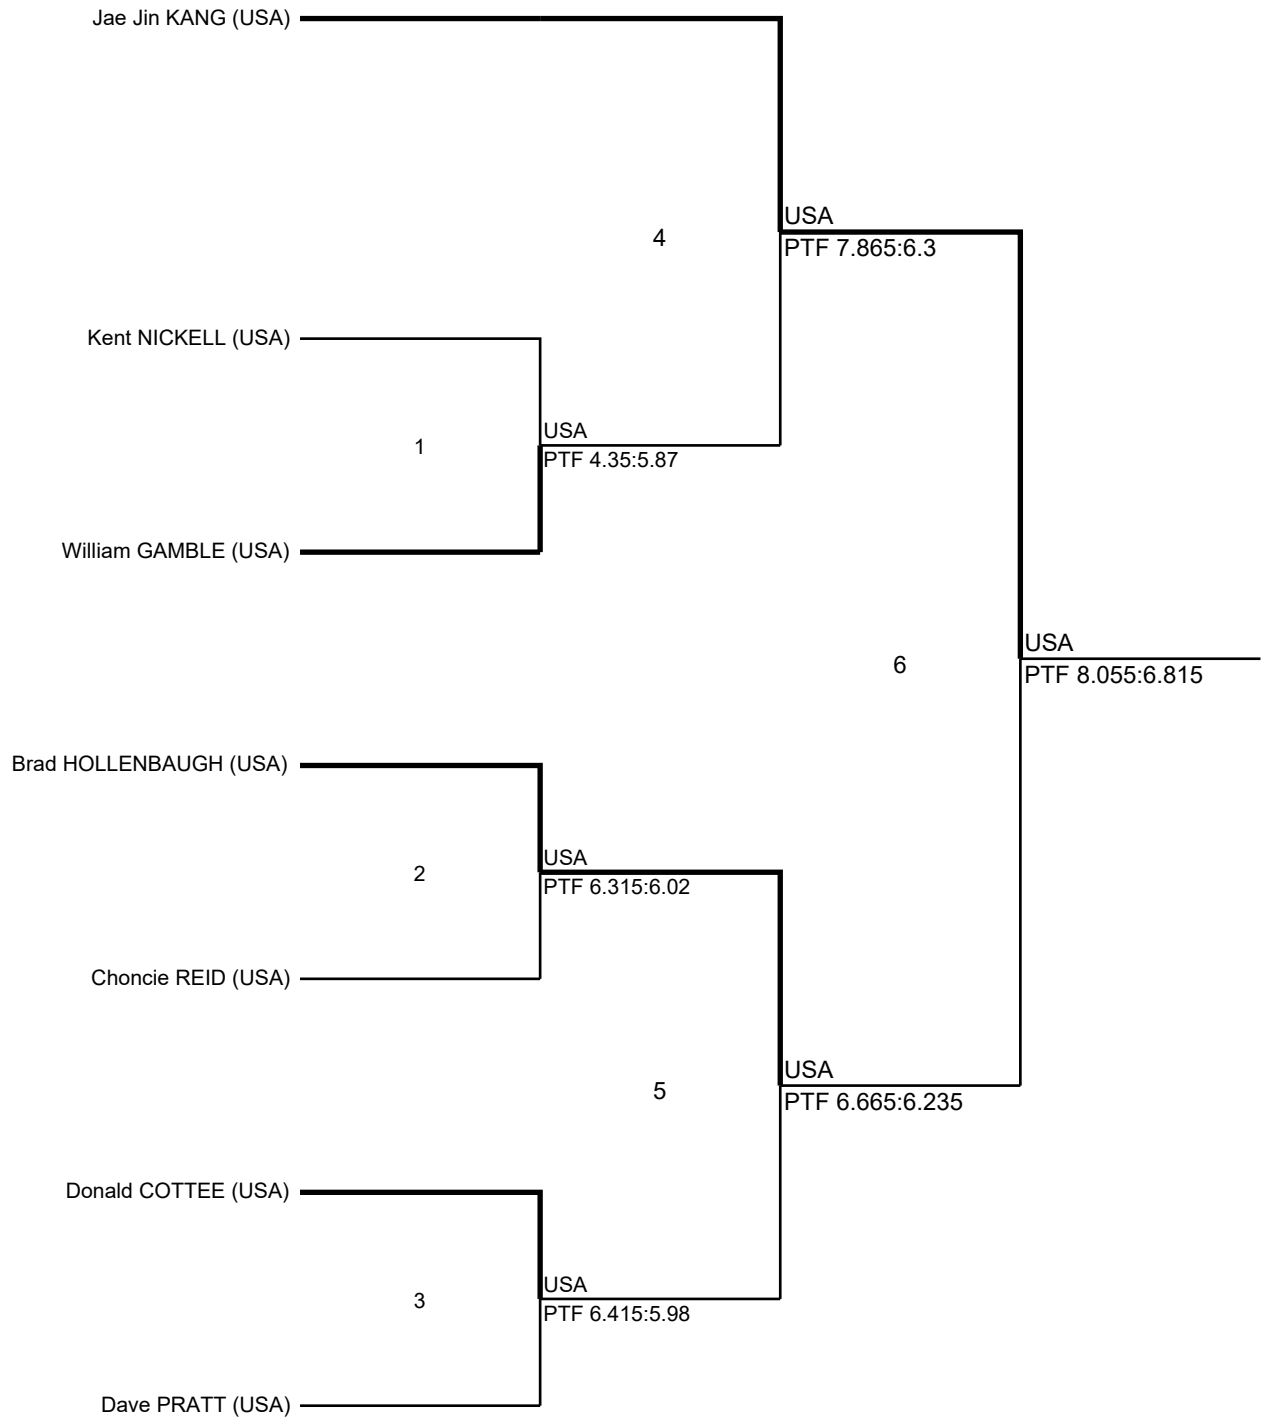 Jae Jin KANG (USA)
USA
4
PTF 7.865:6.3
Kent NICKELL (USA)
USA
1
PTF 4.35:5.87
William GAMBLE (USA)
USA
6
PTF 8.055:6.815
Brad HOLLENBAUGH (USA)
USA
2
PTF 6.315:6.02
Choncie REID (USA)
USA
5
PTF 6.665:6.235
Donald COTTEE (USA)
USA
3
PTF 6.415:5.98
Dave PRATT (USA)